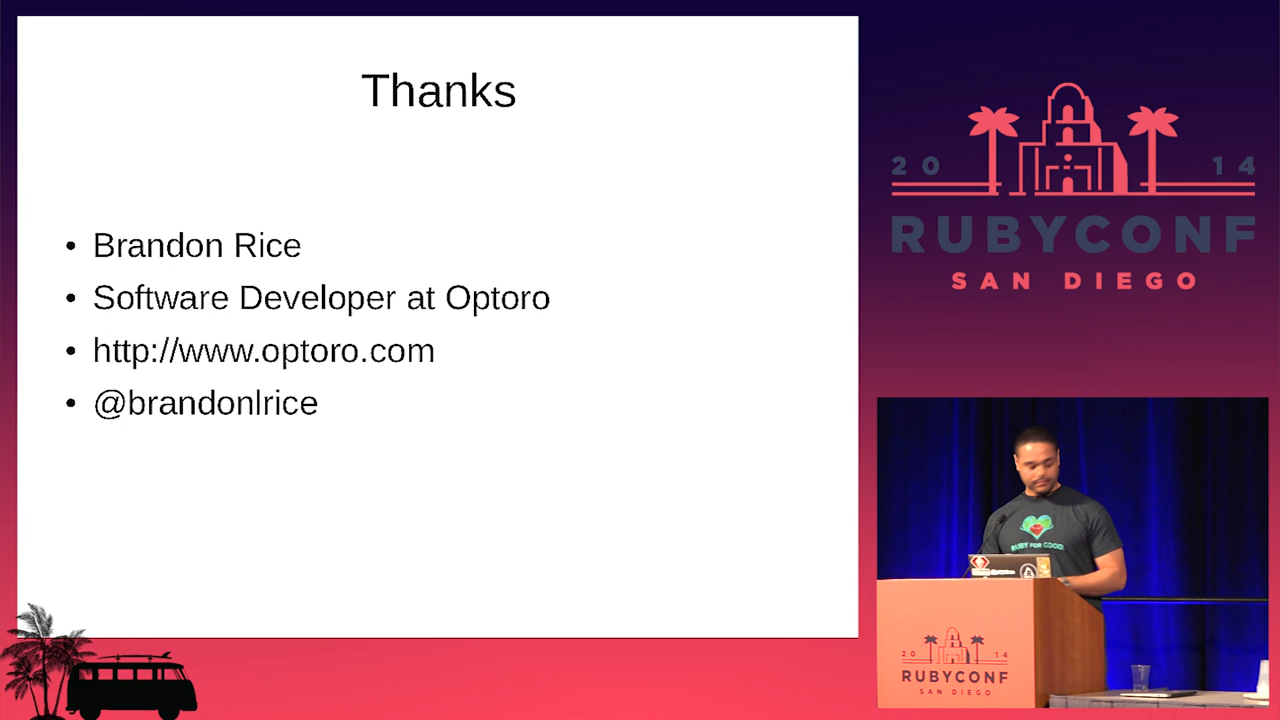 Thanks
• Brandon Rice
• Software Developer at Optoro
• http://www.optoro.com
• @brandonlrice
20 14
RUBYCONF
SAN DIEGO
RUBY FOR GOOD
20 14
RUBYCONF
SAN DIEGO